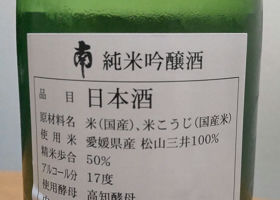 南 純米吟醸酒
品目 日本酒
原材料名 米(国産)、米こうじ(国産米)
使用米 愛媛県産 松山三井100%
精米歩合 50%
アルコール分 17度
使用酵母 高知酵母